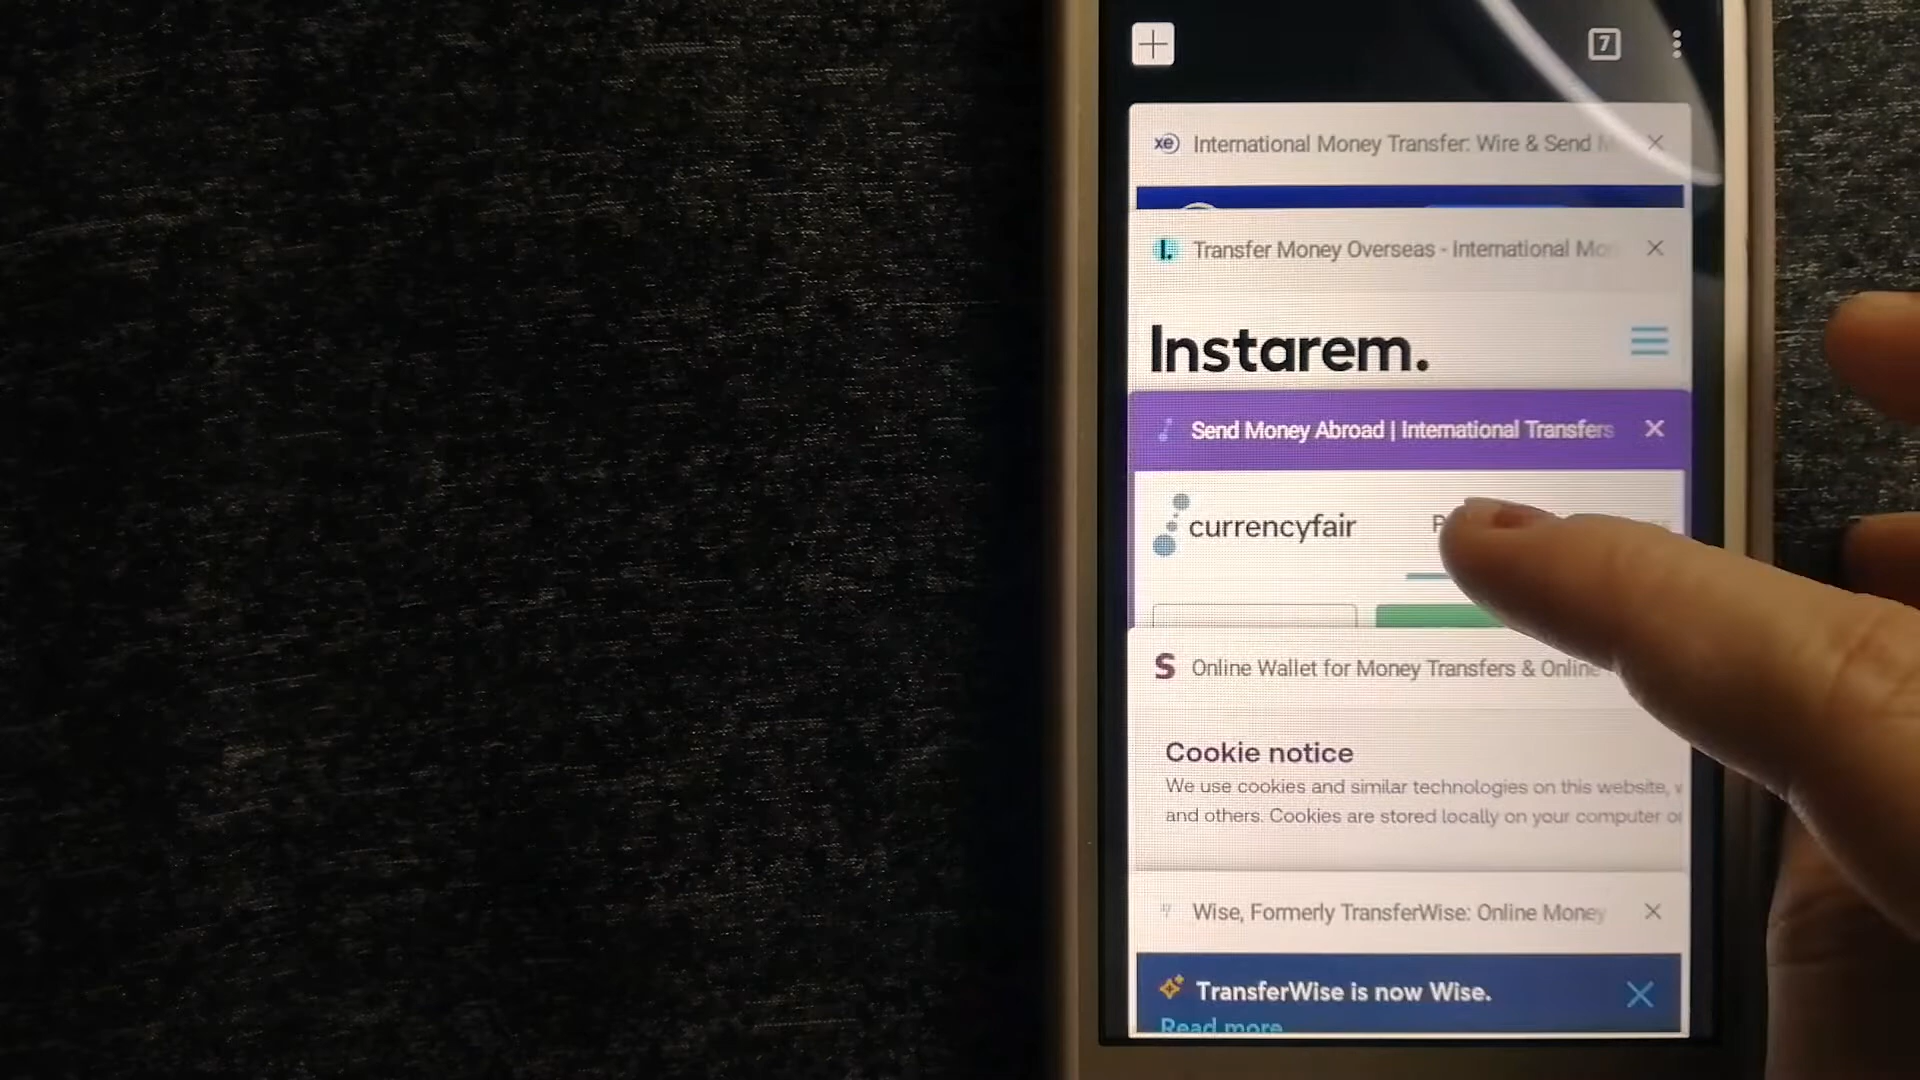 7
xe International Money Transfer: Wire & Send
I. Transfer Money Overseas - International Mo
Instarem.
Send Money Abroad | International Transfers
currencyfair
S Online Wallet for Money Transfers & Online
Cookie notice
We use cookies and similar technologies on this website,
and others. Cookies are stored locally on your computer or
Wise, Formerly TransferWise: Online Money
TransferWise is now Wise.
Read more